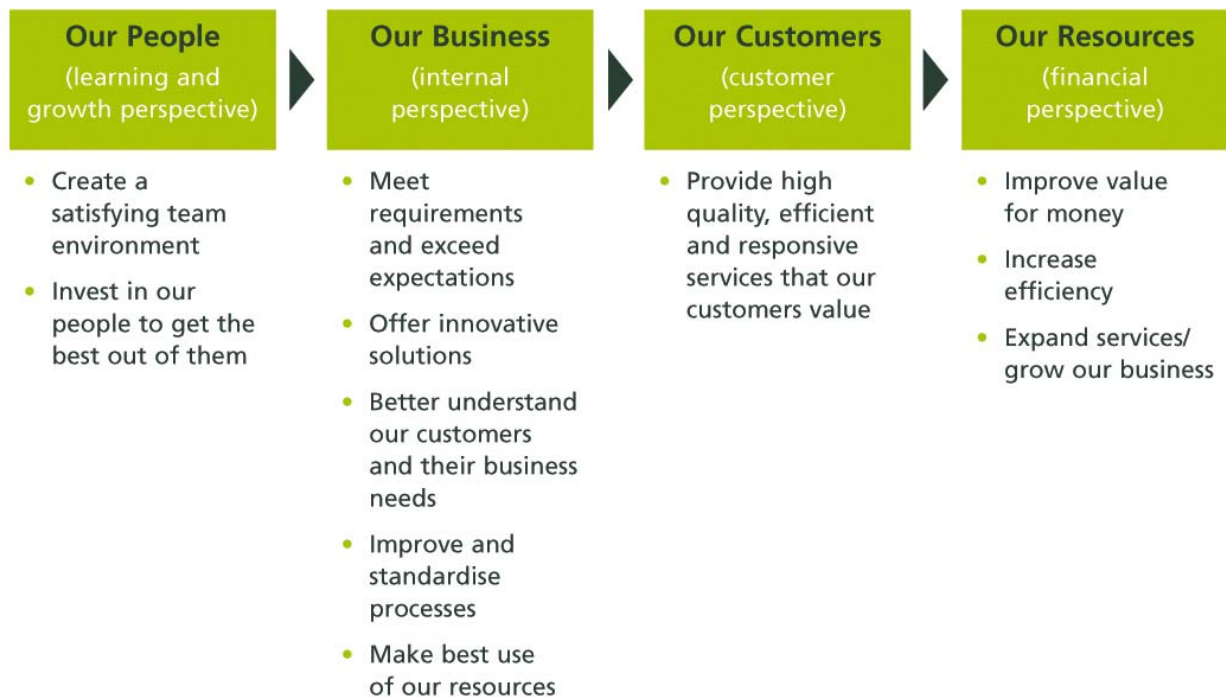 Our People
(learning and
growth perspective)
• Create a
satisfying team
environment
• Invest in our
people to get the
best out of them
Our Business
(internal
perspective)
• Meet
requirements
and exceed
expectations
• Offer innovative
solutions
• Better understand
our customers
and their business
needs
• Improve and
standardise
processes
• Make best use
of our resources
Our Customers
(customer
perspective)
• Provide high
quality, efficient
and responsive
services that our
customers value
Our Resources
(financial
perspective)
• Improve value
for money
• Increase
efficiency
• Expand services/
grow our business